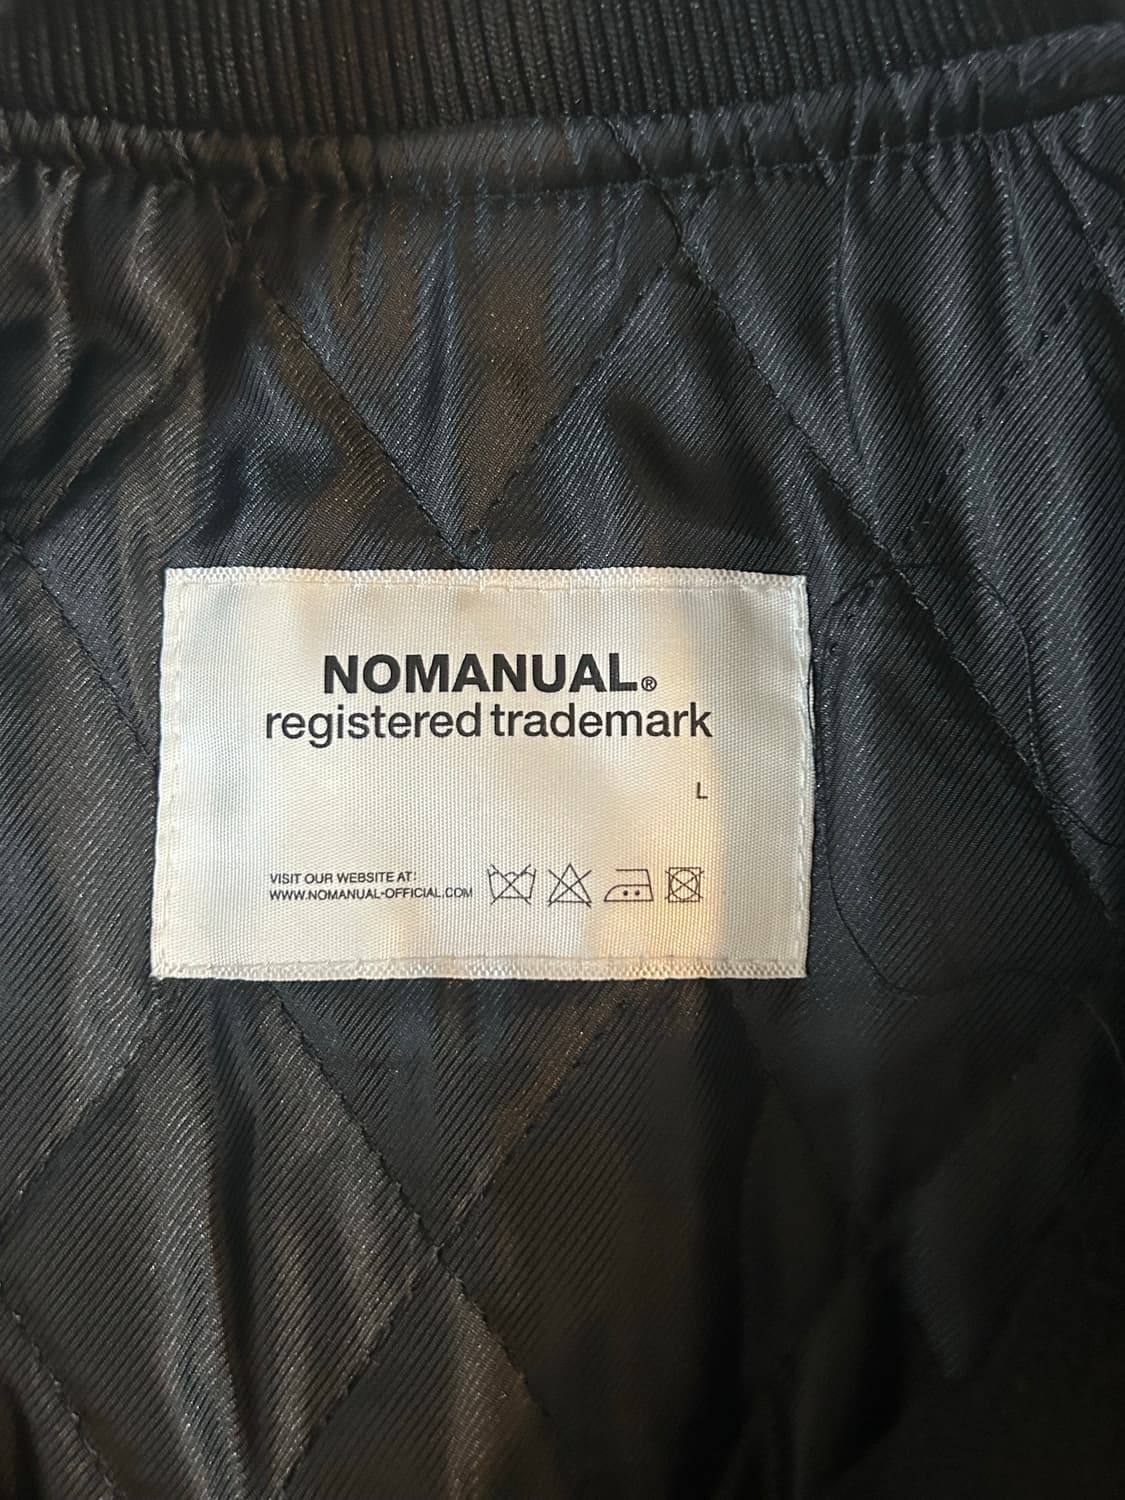 NOMANUAL®
registered trademark
L
VISIT OUR WEBSITE AT:
WWW.NOMANUAL-OFFICIAL.COM